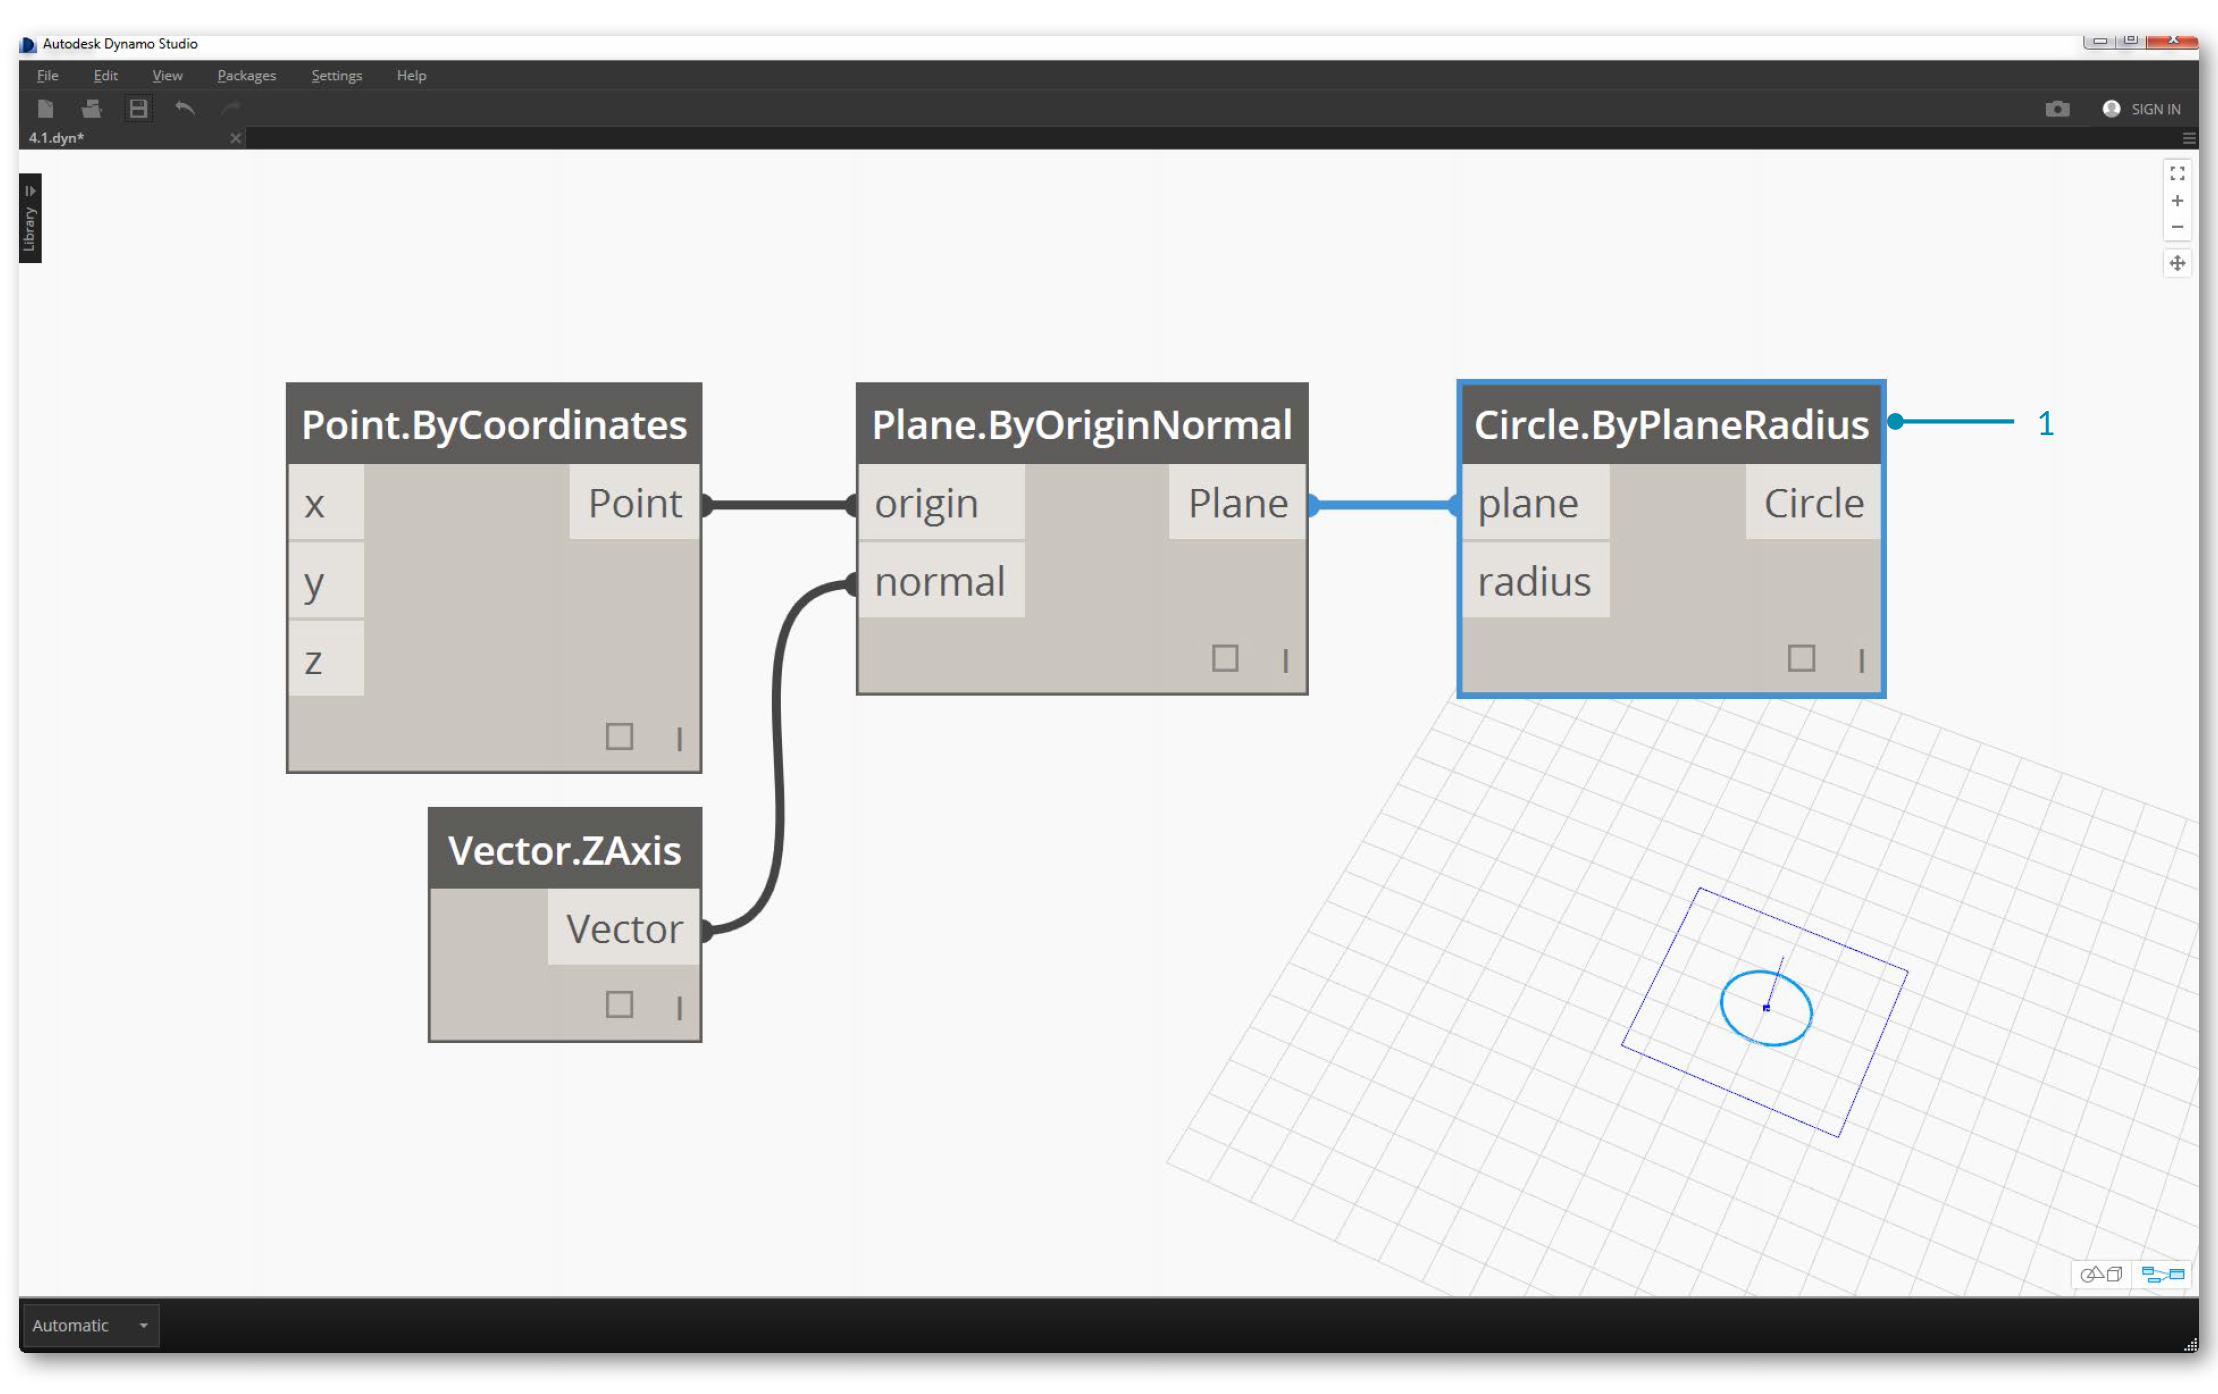 Autodesk Dynamo Studio
File Edit View Packages Settings Help
SIGN IN
4.1.dyn*
Library
Point.ByCoordinates
x
y
z
Point
Plane.ByOriginNormal
origin
normal
Plane
Circle.ByPlaneRadius
plane
radius
Circle
1
Vector.ZAxis
Vector
Automatic